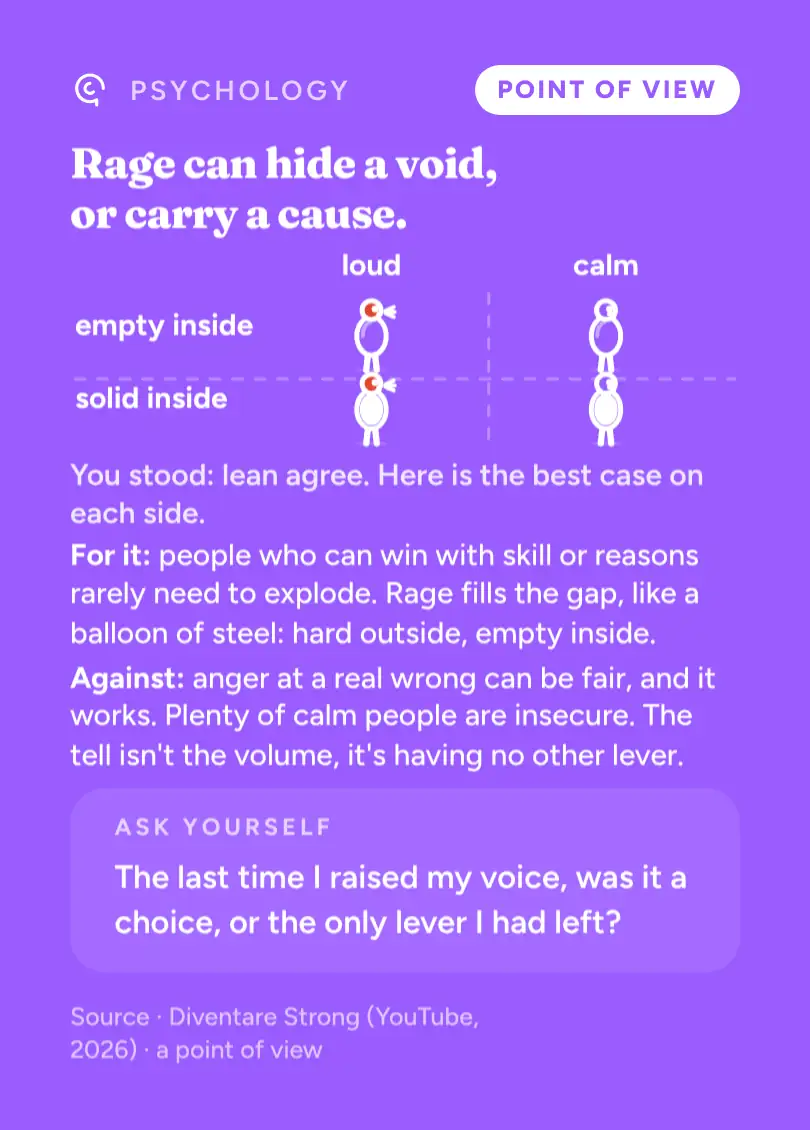 PSYCHOLOGY
POINT OF VIEW
Rage can hide a void,
or carry a cause.
loud
calm
empty inside
solid inside
You stood: lean agree. Here is the best case on
each side.
For it: people who can win with skill or reasons
rarely need to explode. Rage fills the gap, like a
balloon of steel: hard outside, empty inside.
Against: anger at a real wrong can be fair, and it
works. Plenty of calm people are insecure. The
tell isn't the volume, it's having no other lever.
ASK YOURSELF
The last time I raised my voice, was it a
choice, or the only lever I had left?
Source · Diventare Strong (YouTube,
2026) · a point of view